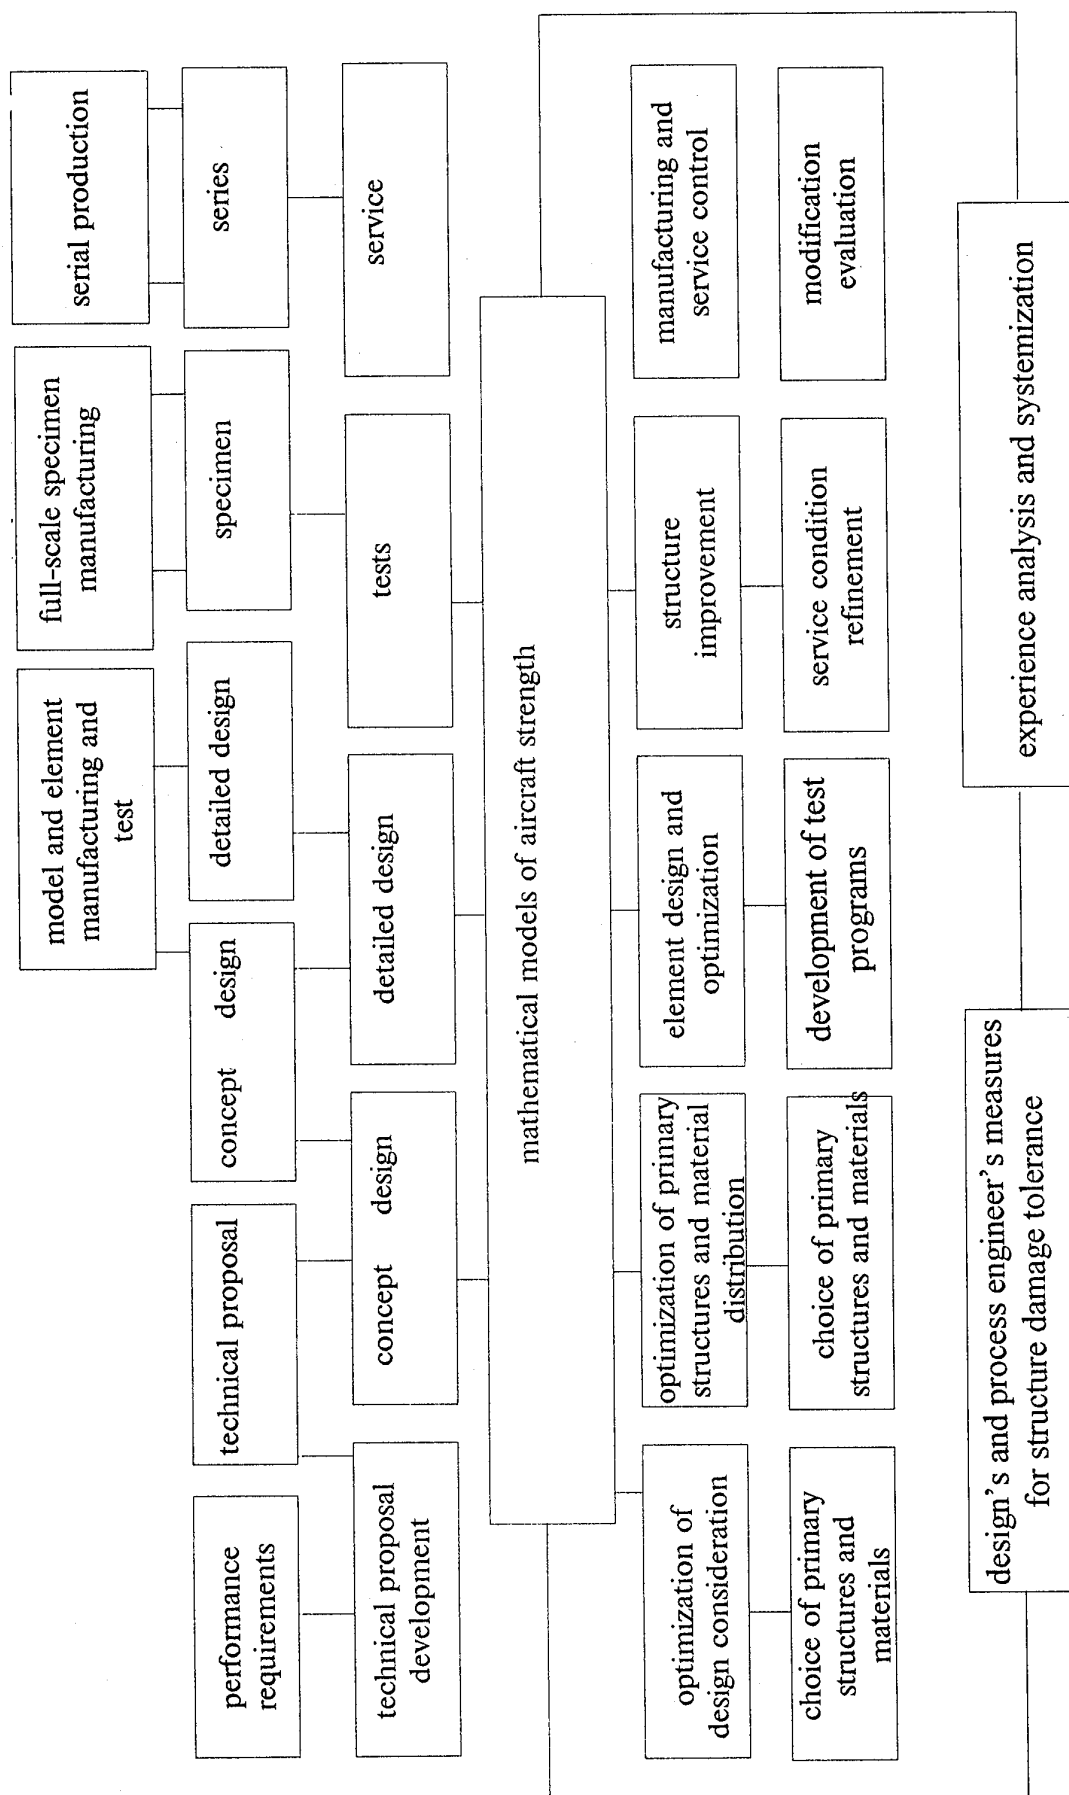 model and element
manufacturing and
test
full-scale specimen
manufacturing
serial production
performance
requirements
technical proposal
concept design
detailed design
specimen
series
technical proposal
development
concept design
detailed design
tests
service
mathematical models of aircraft strength
optimization of
design consideration
optimization of primary
structures and material
distribution
element design and
optimization
structure
improvement
manufacturing and
service control
choice of primary
structures and
materials
choice of primary
structures and materials
development of test
programs
service condition
refinement
modification
evaluation
design's and process engineer's measures
for structure damage tolerance
experience analysis and systemization